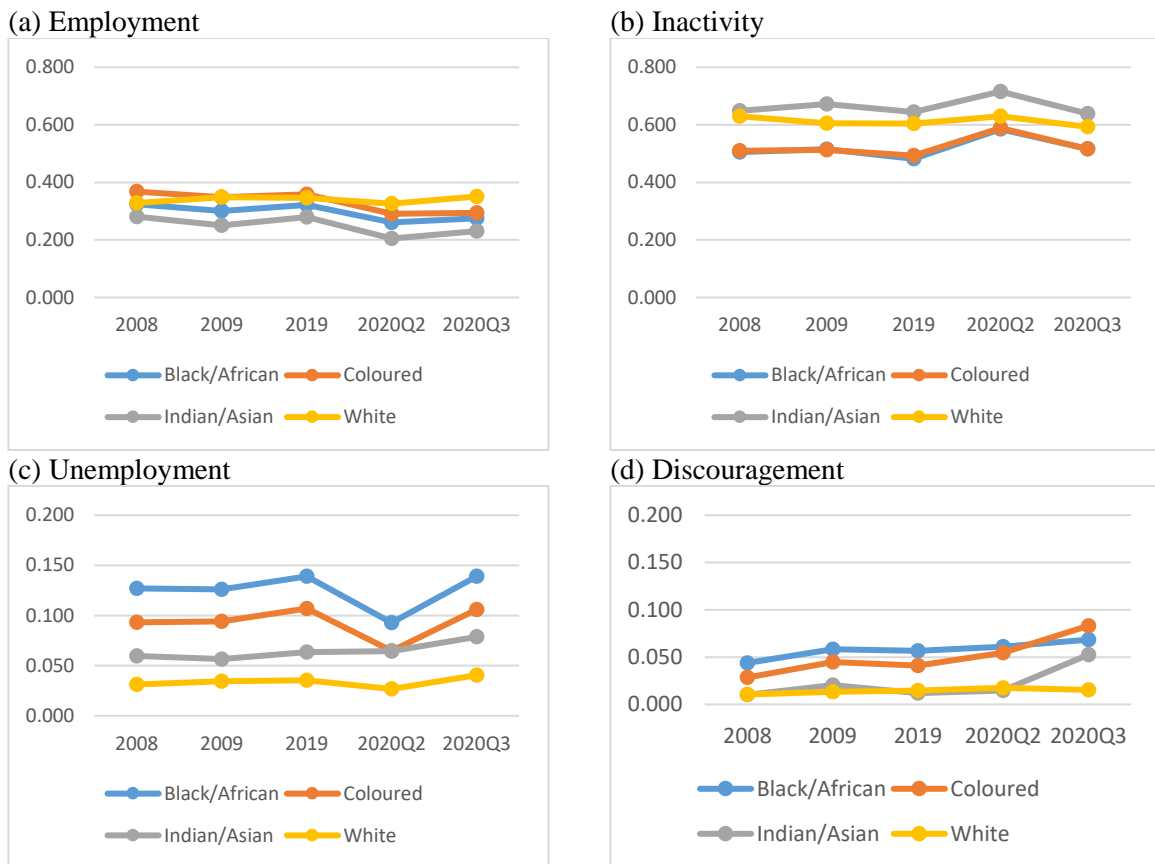 (a) Employment
0.800
0.600
0.400
0.200
0.000
2008 2009 2019 2020Q2 2020Q3
Black/African Coloured
Indian/Asian White
(b) Inactivity
0.800
0.600
0.400
0.200
0.000
2008 2009 2019 2020Q2 2020Q3
Black/African Coloured
Indian/Asian White
(c) Unemployment
0.200
0.150
0.100
0.050
0.000
2008 2009 2019 2020Q2 2020Q3
Black/African Coloured
Indian/Asian White
(d) Discouragement
0.200
0.150
0.100
0.050
0.000
2008 2009 2019 2020Q2 2020Q3
Black/African Coloured
Indian/Asian White